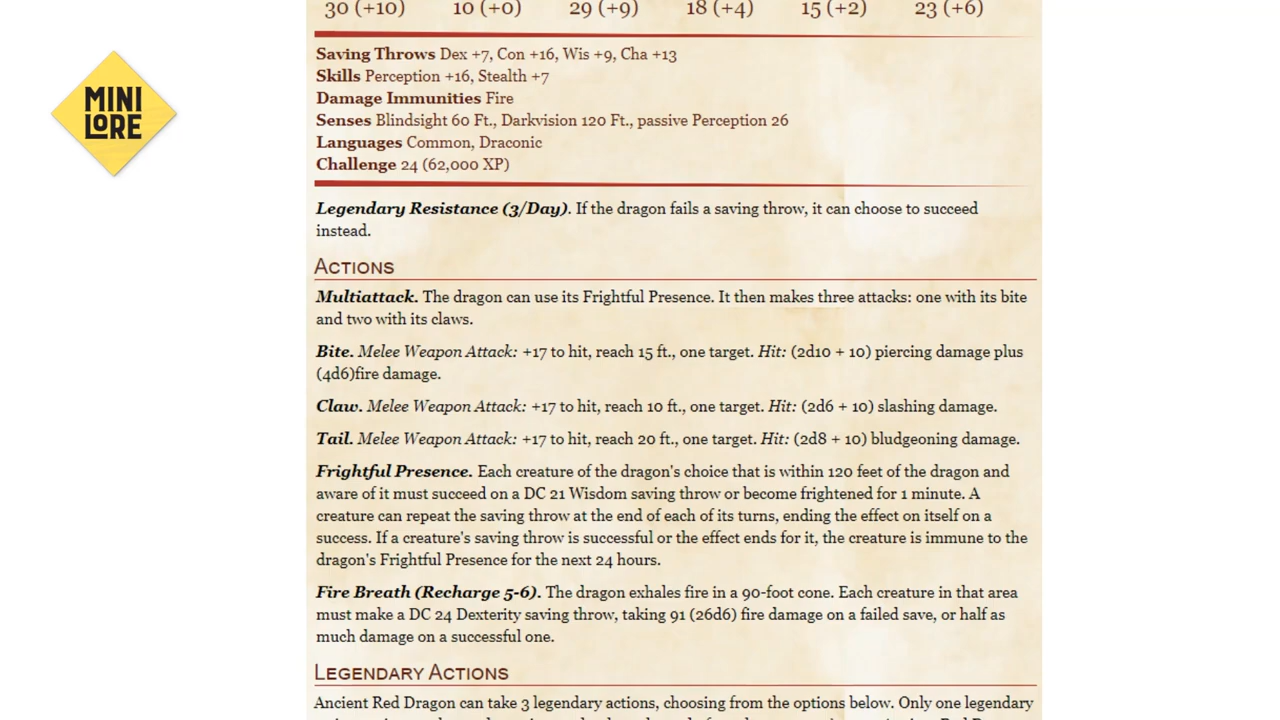 30 (+10) 10 (+0) 29 (+9) 18 (+4) 15 (+2) 23 (+6)
MINI
LORE
Saving Throws Dex +7, Con +16, Wis +9, Cha +13
Skills Perception +16, Stealth +7
Damage Immunities Fire
Senses Blindsight 60 Ft., Darkvision 120 Ft., passive Perception 26
Languages Common, Draconic
Challenge 24 (62,000 XP)
Legendary Resistance (3/Day). If the dragon fails a saving throw, it can choose to succeed
instead.
Actions
Multiattack. The dragon can use its Frightful Presence. It then makes three attacks: one with its bite
and two with its claws.
Bite. Melee Weapon Attack: +17 to hit, reach 15 ft., one target. Hit: (2d10 + 10) piercing damage plus
(4d6)fire damage.
Claw. Melee Weapon Attack: +17 to hit, reach 10 ft., one target. Hit: (2d6 + 10) slashing damage.
Tail. Melee Weapon Attack: +17 to hit, reach 20 ft., one target. Hit: (2d8 + 10) bludgeoning damage.
Frightful Presence. Each creature of the dragon's choice that is within 120 feet of the dragon and
aware of it must succeed on a DC 21 Wisdom saving throw or become frightened for 1 minute. A
creature can repeat the saving throw at the end of each of its turns, ending the effect on itself on a
success. If a creature's saving throw is successful or the effect ends for it, the creature is immune to the
dragon's Frightful Presence for the next 24 hours.
Fire Breath (Recharge 5-6). The dragon exhales fire in a 90-foot cone. Each creature in that area
must make a DC 24 Dexterity saving throw, taking 91 (26d6) fire damage on a failed save, or half as
much damage on a successful one.
Legendary Actions
Ancient Red Dragon can take 3 legendary actions, choosing from the options below. Only one legendary